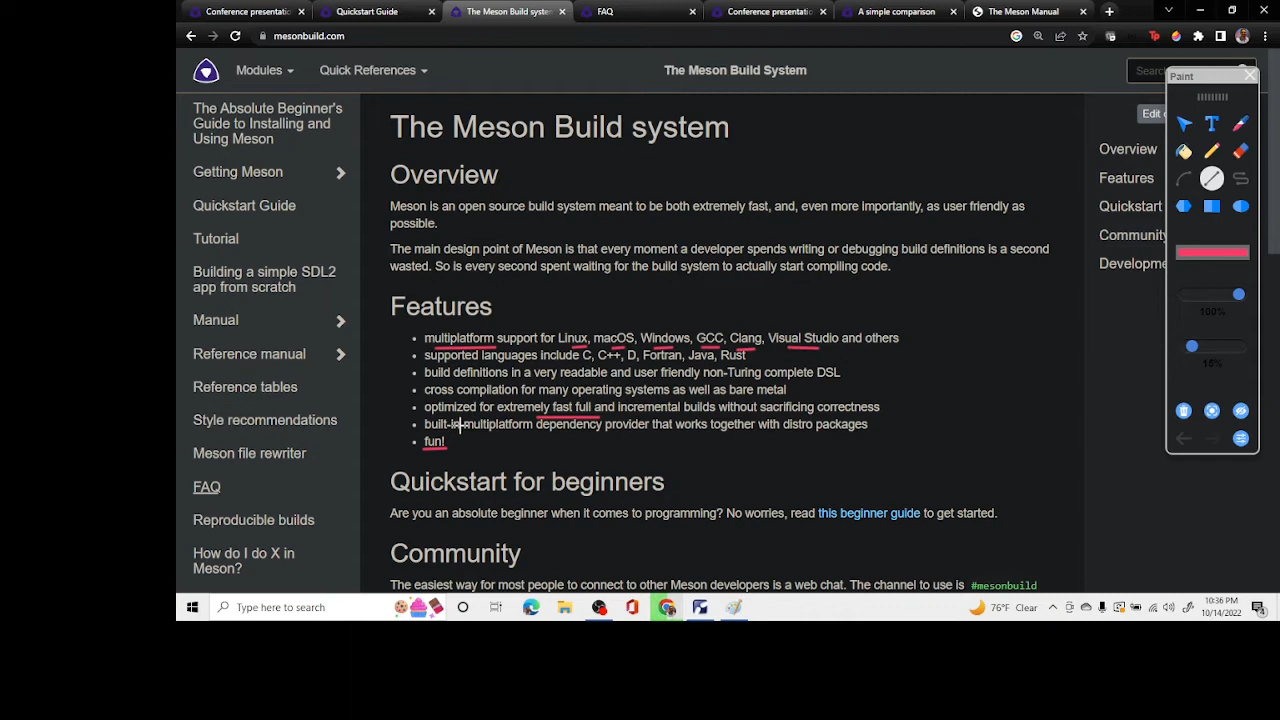 Conference presentatio
Quickstart Guide
The Meson Build system
FAQ
Conference presentatio
A simple comparison
The Meson Manual
mesonbuild.com
Modules
Quick References
The Meson Build System
Search
Paint
The Absolute Beginner's
Guide to Installing and
Using Meson
Getting Meson
Quickstart Guide
Tutorial
Building a simple SDL2
app from scratch
Manual
Reference manual
Reference tables
Style recommendations
Meson file rewriter
FAQ
Reproducible builds
How do I do X in
Meson?
The Meson Build system
Overview
Meson is an open source build system meant to be both extremely fast, and, even more importantly, as user friendly as
possible.
The main design point of Meson is that every moment a developer spends writing or debugging build definitions is a second
wasted. So is every second spent waiting for the build system to actually start compiling code.
Features
• multiplatform support for Linux, macOS, Windows, GCC, Clang, Visual Studio and others
• supported languages include C, C++, D, Fortran, Java, Rust
• build definitions in a very readable and user friendly non-Turing complete DSL
• cross compilation for many operating systems as well as bare metal
• optimized for extremely fast full and incremental builds without sacrificing correctness
• built-in multiplatform dependency provider that works together with distro packages
• fun!
Quickstart for beginners
Are you an absolute beginner when it comes to programming? No worries, read this beginner guide to get started.
Community
The easiest way for most people to connect to other Meson developers is a web chat. The channel to use is #mesonbuild
Edit
Overview
Features
Quickstart
Community
Developme
T
100%
15%
Type here to search
76°F Clear
10:36 PM
10/14/2022
4